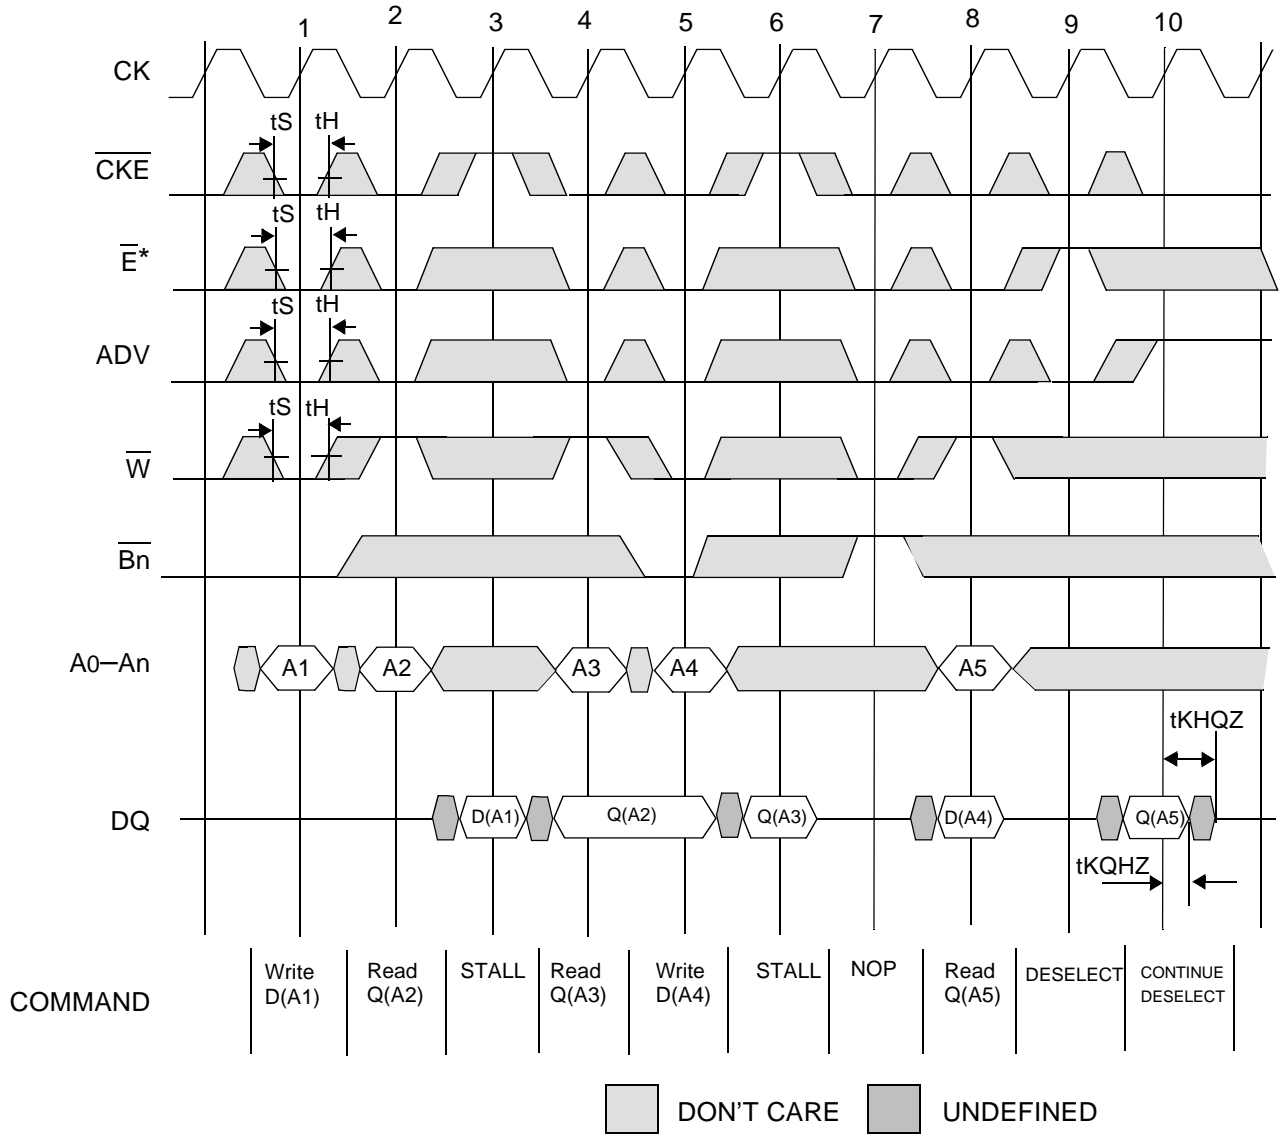 1 2 3 4 5 6 7 8 9 10
CK
tS tH
CKE
tS tH
E*
tS tH
ADV
tS tH
W
Bn
A0–An A1 A2 A3 A4 A5
tKHQZ
DQ D(A1) Q(A2) Q(A3) D(A4) Q(A5)
tKQHZ
COMMAND
Write
D(A1)
Read
Q(A2)
STALL
Read
Q(A3)
Write
D(A4)
STALL
NOP
Read
Q(A5)
DESELECT
CONTINUE
DESELECT
DON'T CARE
UNDEFINED